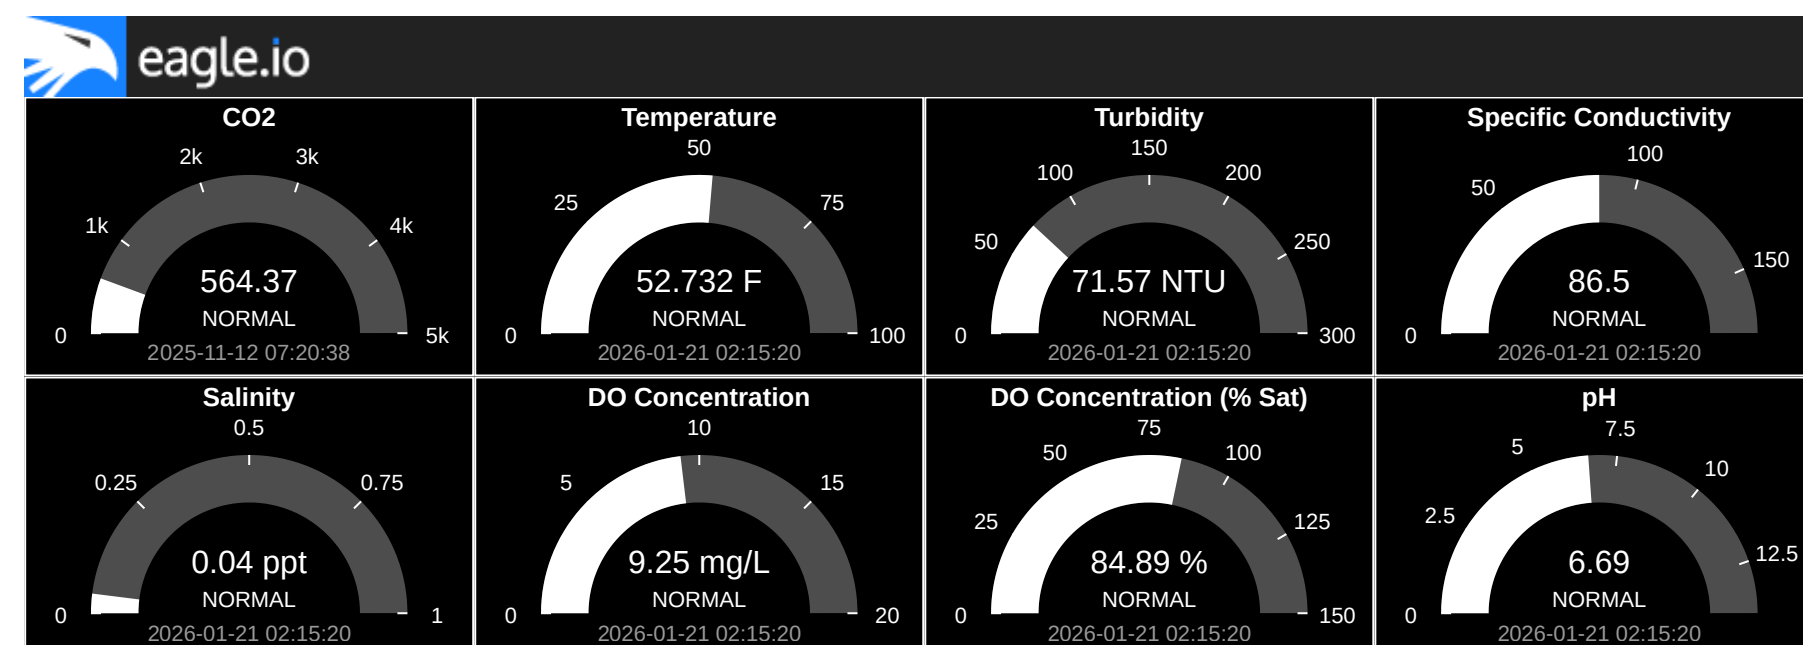 eagle.io
CO2
0
1k
2k
3k
4k
5k
564.37
NORMAL
2025-11-12 07:20:38
Temperature
0
25
50
75
100
52.732 F
NORMAL
2026-01-21 02:15:20
Turbidity
0
50
100
150
200
250
300
71.57 NTU
NORMAL
2026-01-21 02:15:20
Specific Conductivity
0
50
100
150
86.5
NORMAL
2026-01-21 02:15:20
Salinity
0
0.25
0.5
0.75
1
0.04 ppt
NORMAL
2026-01-21 02:15:20
DO Concentration
0
5
10
15
20
9.25 mg/L
NORMAL
2026-01-21 02:15:20
DO Concentration (% Sat)
0
25
50
75
100
125
150
84.89 %
NORMAL
2026-01-21 02:15:20
pH
0
2.5
5
7.5
10
12.5
6.69
NORMAL
2026-01-21 02:15:20